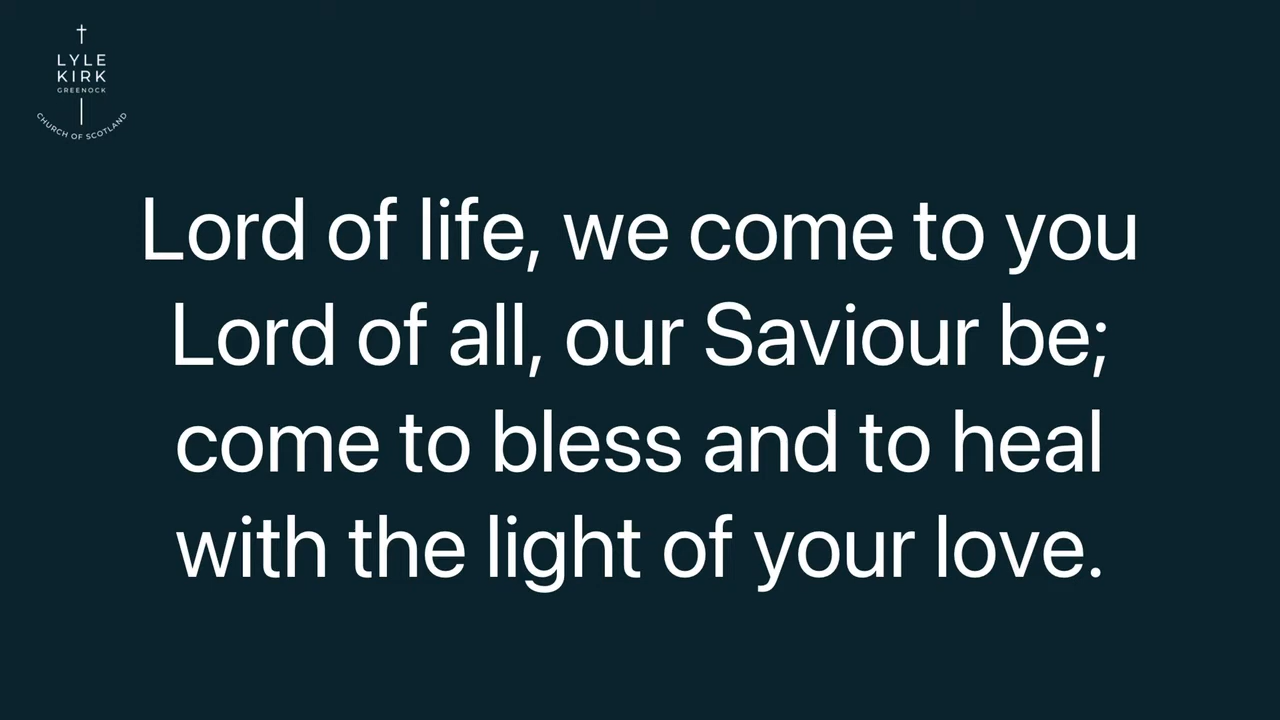 LYLE
KIRK
GREENOCK
CHURCH OF SCOTLAND
Lord of life, we come to you
Lord of all, our Saviour be;
come to bless and to heal
with the light of your love.